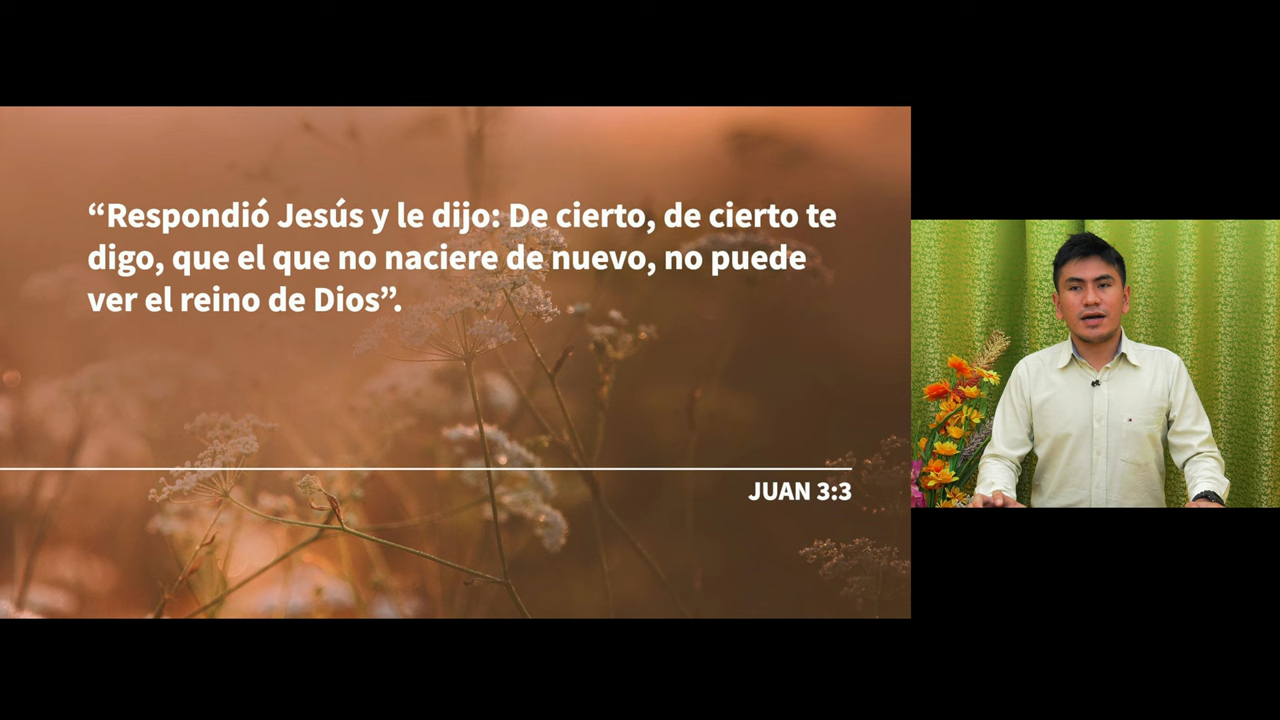 “Respondió Jesús y le dijo: De cierto, de cierto te
digo, que el que no naciere de nuevo, no puede
ver el reino de Dios”.
JUAN 3:3